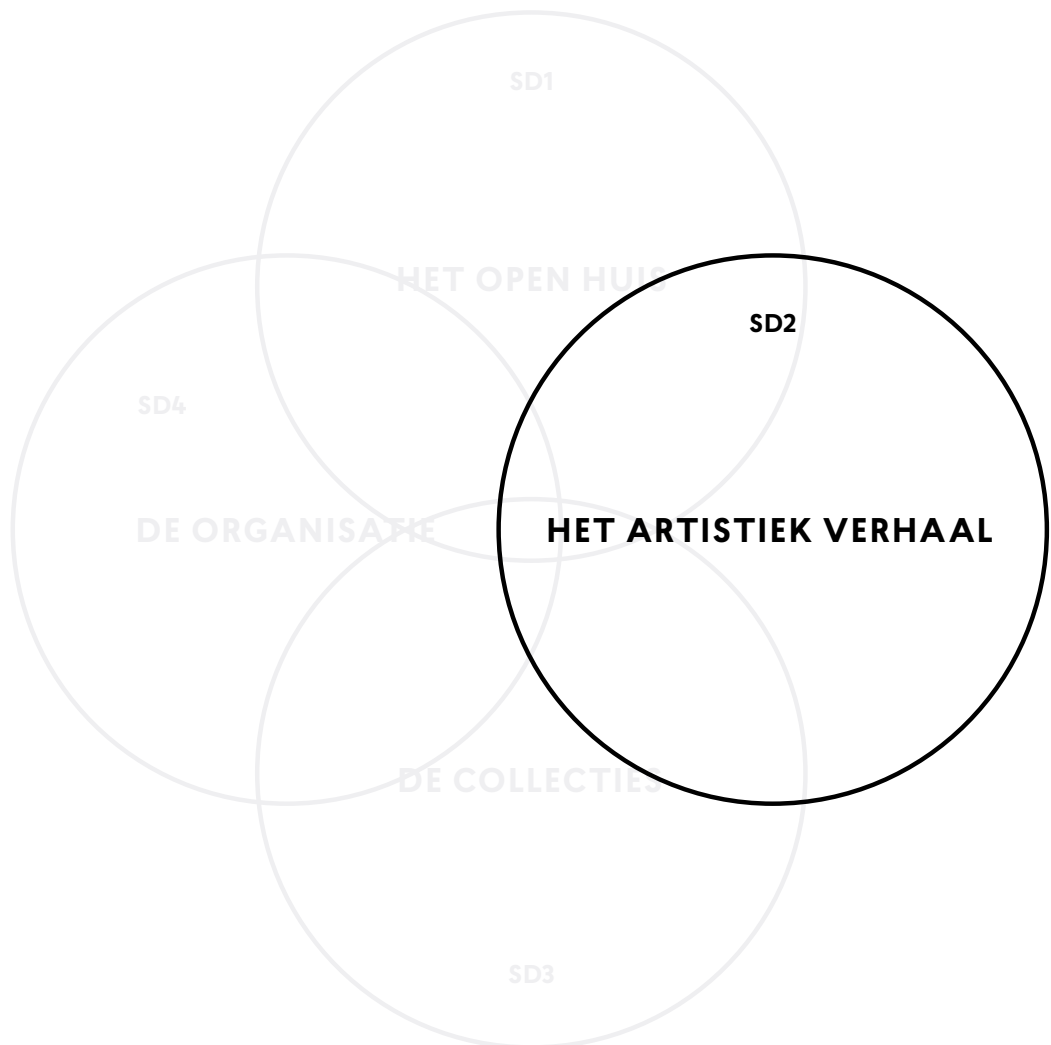 SD1
HET OPEN HUIS
SD2
SD4
DE ORGANISATIE
HET ARTISTIEK VERHAAL
DE COLLECTIES
SD3